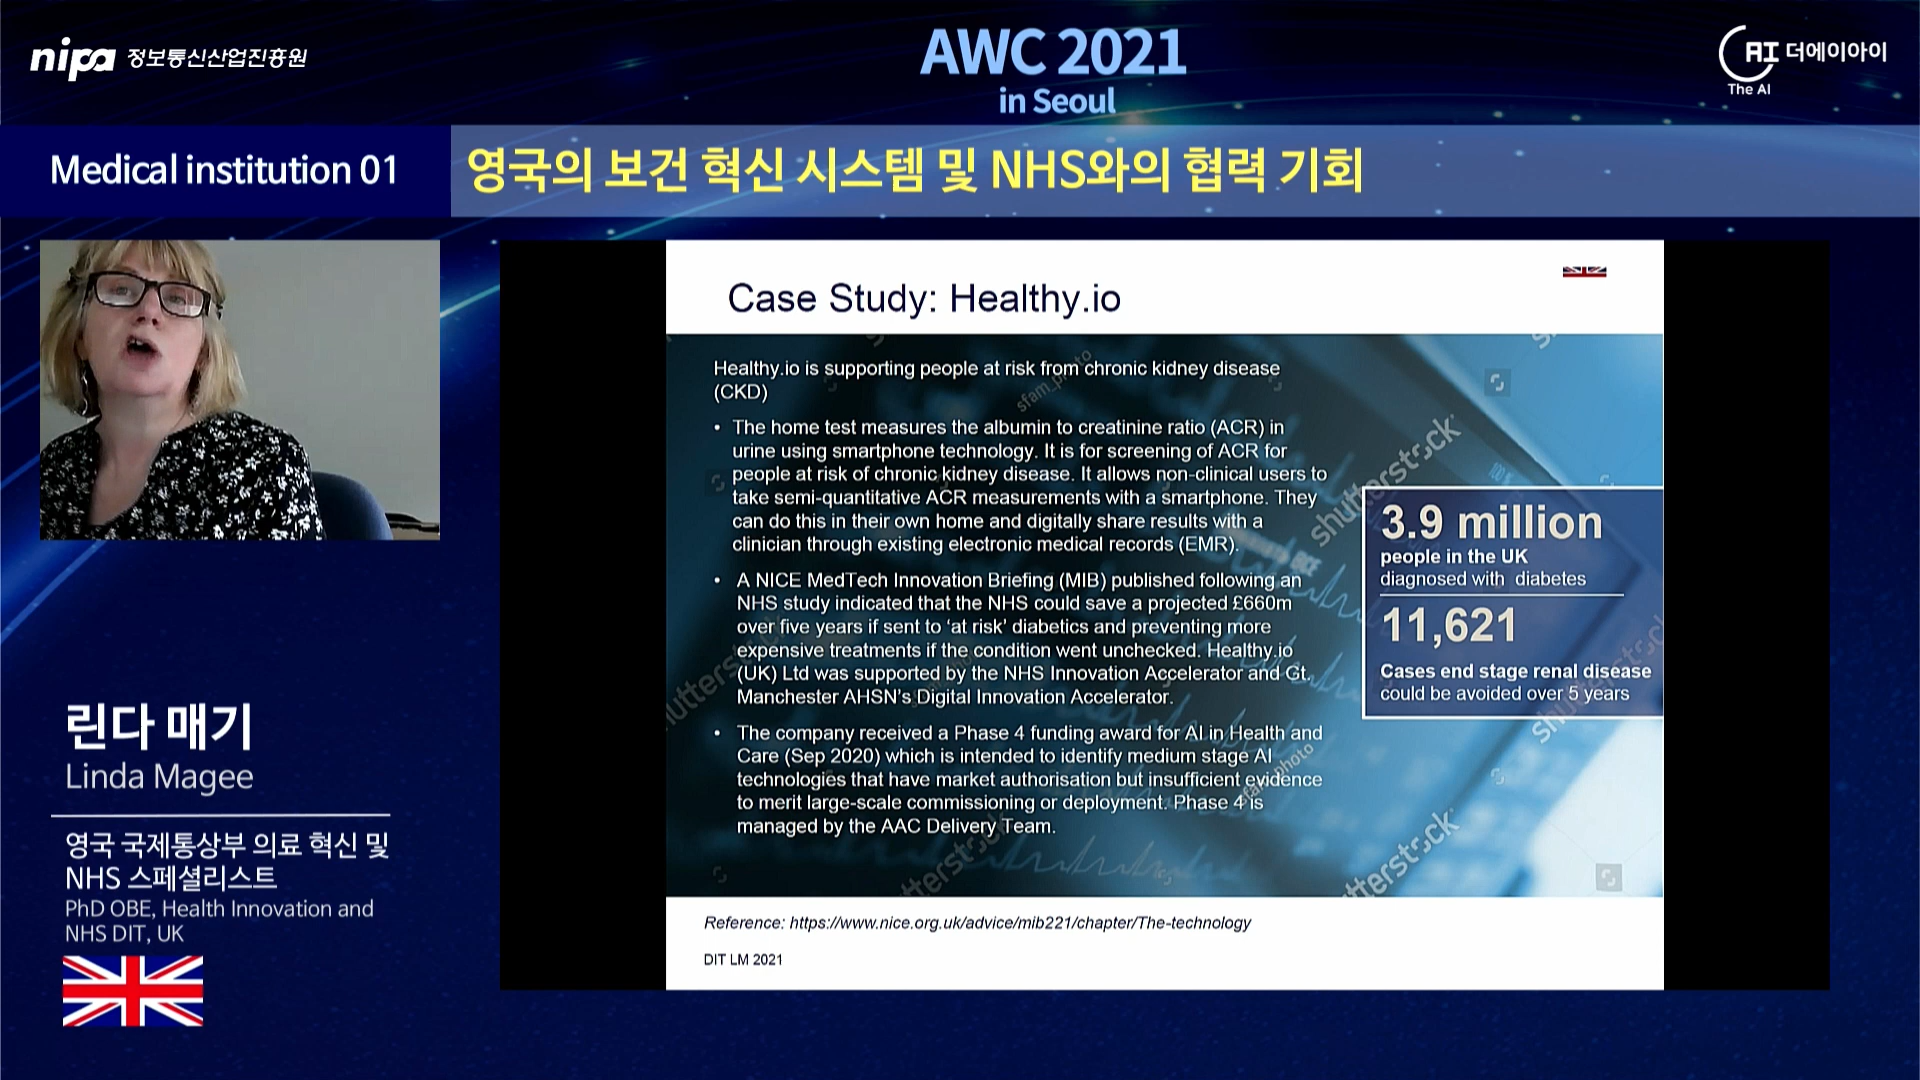 nipa 정보통신산업진흥원
AWC 2021
in Seoul
AI 더에이아이
The AI
Medical institution 01
영국의 보건 혁신 시스템 및 NHS와의 협력 기회
Case Study: Healthy.io
Healthy.io is supporting people at risk from chronic kidney disease
(CKD)
• The home test measures the albumin to creatinine ratio (ACR) in
urine using smartphone technology. It is for screening of ACR for
people at risk of chronic kidney disease. It allows non-clinical users to
take semi-quantitative ACR measurements with a smartphone. They
can do this in their own home and digitally share results with a
clinician through existing electronic medical records (EMR).
• A NICE MedTech Innovation Briefing (MIB) published following an
NHS study indicated that the NHS could save a projected £660m
over five years if sent to ‘at risk’ diabetics and preventing more
expensive treatments if the condition went unchecked. Healthy.io
(UK) Ltd was supported by the NHS Innovation Accelerator and Gt.
Manchester AHSN’s Digital Innovation Accelerator.
• The company received a Phase 4 funding award for AI in Health and
Care (Sep 2020) which is intended to identify medium stage AI
technologies that have market authorisation but insufficient evidence
to merit large-scale commissioning or deployment. Phase 4 is
managed by the AAC Delivery Team.
3.9 million
people in the UK
diagnosed with diabetes
11,621
Cases end stage renal disease
could be avoided over 5 years
shutterstock
sfam_photo
Reference: https://www.nice.org.uk/advice/mib221/chapter/The-technology
DIT LM 2021
린다 매기
Linda Magee
영국 국제통상부 의료 혁신 및
NHS 스페셜리스트
PhD OBE, Health Innovation and
NHS DIT, UK